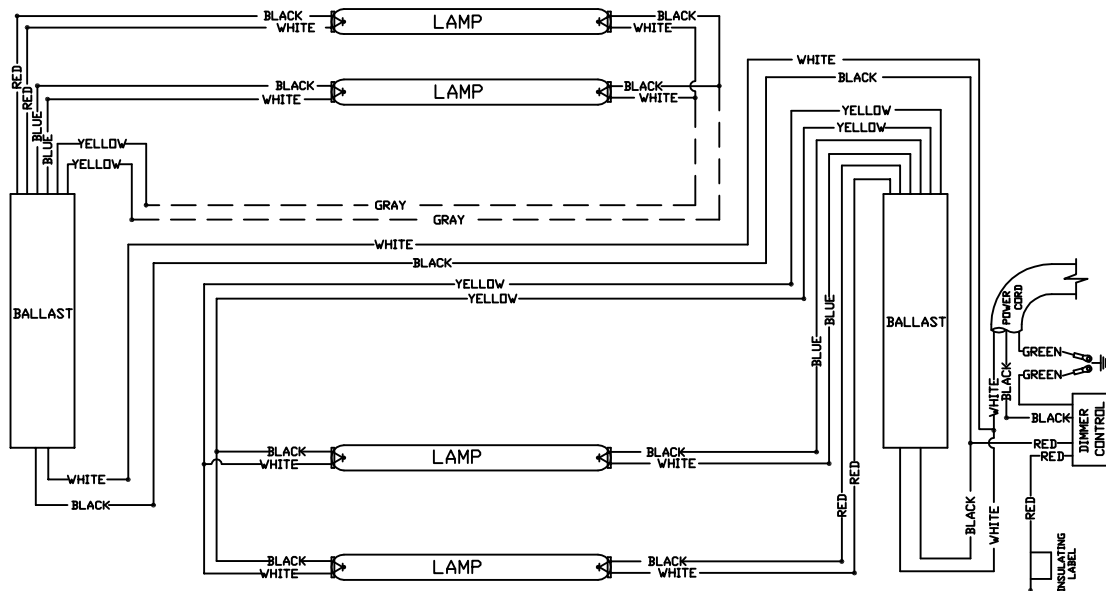 BLACK LAMP BLACK
WHITE WHITE
WHITE
RED BLACK
RED BLACK LAMP BLACK
WHITE WHITE
BLUE YELLOW
BLUE YELLOW
YELLOW
YELLOW
GRAY
GRAY
WHITE
BLACK
YELLOW
YELLOW
BALLAST
BLUE
BLUE
BALLAST
POWER CORD
GREEN
GREEN
BLACK
WHITE
BLACK
DIMMER
CONTROL
RED
RED
BLACK LAMP BLACK
WHITE WHITE
WHITE
BLACK
RED
RED
BLACK
WHITE
RED
BLACK LAMP BLACK
WHITE WHITE
INSULATING
LABEL